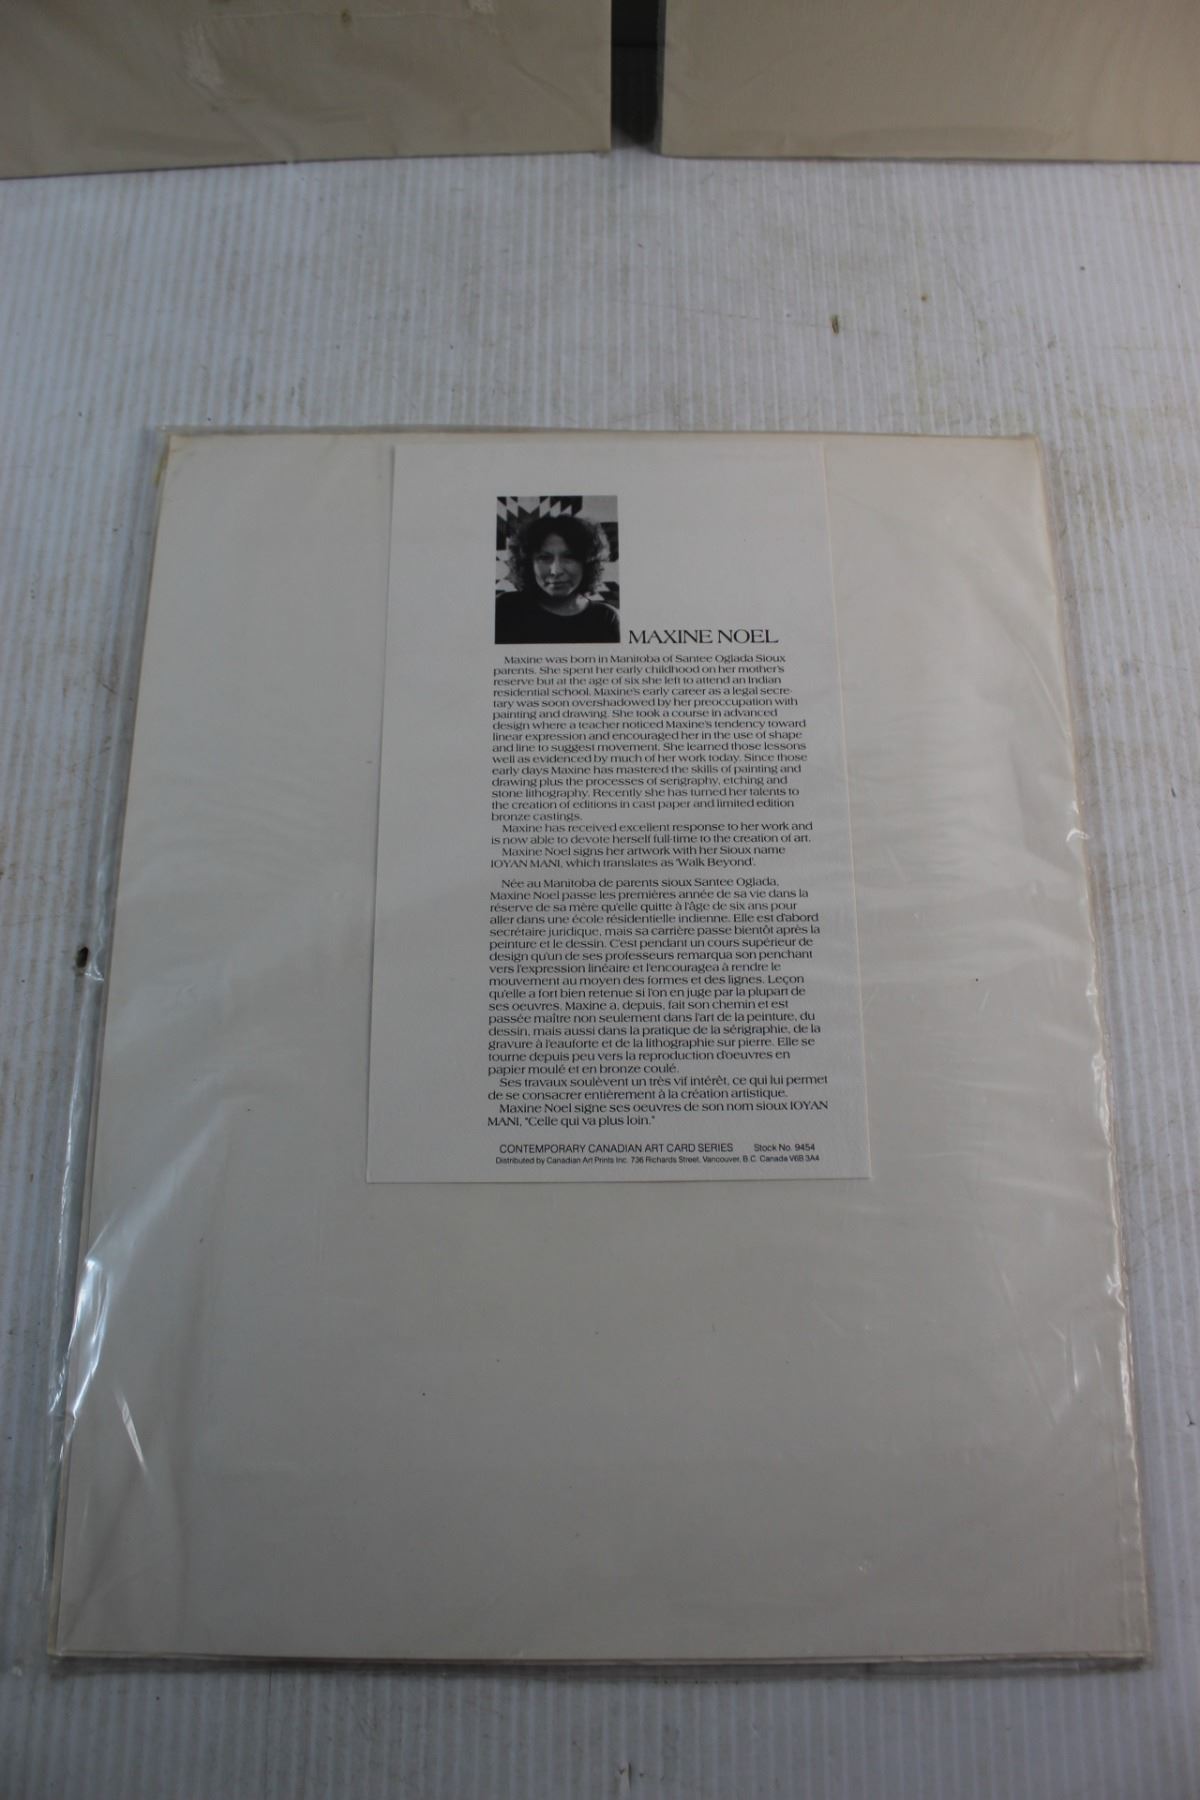 MAXINE NOEL
Maxine was born in Manitoba of Santee Oglada Sioux
parents. She spent her early childhood on her mother's
reserve but at the age of six she left to attend an Indian
residential school. Maxine's early career as a legal secre-
tary was soon overshadowed by her preoccupation with
painting and drawing. She took a course in advanced
design where a teacher noticed Maxine's tendency toward
linear expression and encouraged her in the use of shape
and line to suggest movement. She learned those lessons
well as evidenced by much of her work today. Since those
early days Maxine has mastered the skills of painting and
drawing plus the processes of serigraphy, etching and
stone lithography. Recently she has turned her talents to
the creation of editions in cast paper and limited edition
bronze castings.
Maxine has received excellent response to her work and
is now able to devote herself full-time to the creation of art.
Maxine Noel signs her artwork with her Sioux name
IOYAN MANI, which translates as 'Walk Beyond'.
Née au Manitoba de parents sioux Santee Oglada,
Maxine Noel passe les premières année de sa vie dans la
réserve de sa mère qu'elle quitte à l'âge de six ans pour
aller dans une école résidentielle indienne. Elle est d'abord
secrétaire juridique, mais sa carrière passe bientôt après la
peinture et le dessin. C'est pendant un cours supérieur de
design qu'un de ses professeurs remarqua son penchant
vers l'expression linéaire et l'encouragea à rendre le
mouvement au moyen des formes et des lignes. Leçon
qu'elle a fort bien retenue si l'on en juge par la plupart de
ses oeuvres. Maxine a, depuis, fait son chemin et est
passée maître non seulement dans l'art de la peinture, du
dessin, mais aussi dans la pratique de la sérigraphie, de la
gravure à l'eauforte et de la lithographie sur pierre. Elle se
tourne depuis peu vers la reproduction d'oeuvres en
papier moulé et en bronze coulé.
Ses travaux soulèvent un très vif intérêt, ce qui lui permet
de se consacrer entièrement à la création artistique.
Maxine Noel signe ses oeuvres de son nom sioux IOYAN
MANI, "Celle qui va plus loin."
CONTEMPORARY CANADIAN ART CARD SERIES Stock No. 9454
Distributed by Canadian Art Prints Inc. 736 Richards Street, Vancouver, B.C. Canada V6B 3A4